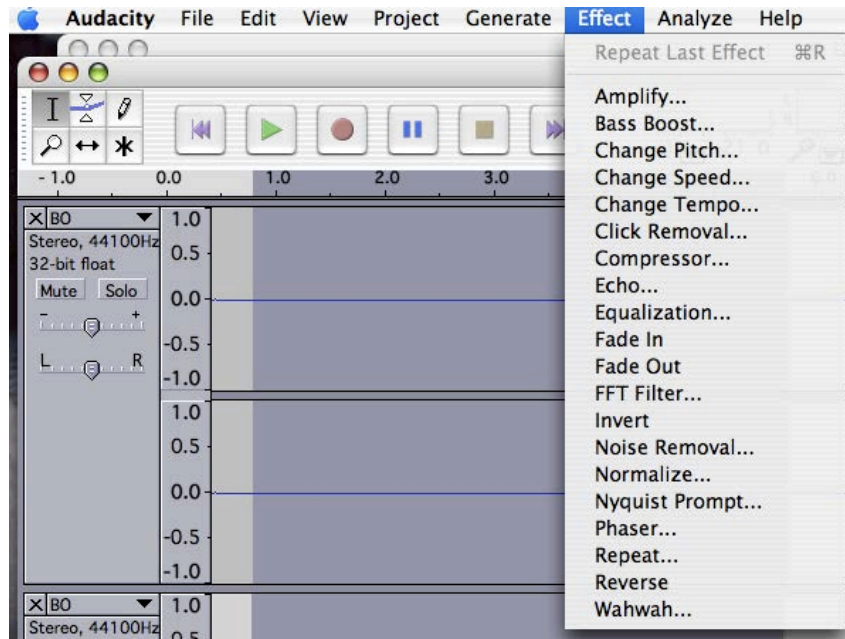 Audacity File Edit View Project Generate Effect Analyze Help
Repeat Last Effect ⌘R
Amplify...
Bass Boost...
Change Pitch...
Change Speed...
Change Tempo...
Click Removal...
Compressor...
Echo...
Equalization...
Fade In
Fade Out
FFT Filter...
Invert
Noise Removal...
Normalize...
Nyquist Prompt...
Phaser...
Repeat...
Reverse
Wahwah...
-1.0 0.0 1.0 2.0 3.0
BO
Stereo, 44100Hz
32-bit float
Mute Solo
- +
L R
1.0
0.5
0.0
-0.5
-1.0
1.0
0.5
0.0
-0.5
-1.0
BO
Stereo, 44100Hz
1.0
0.5